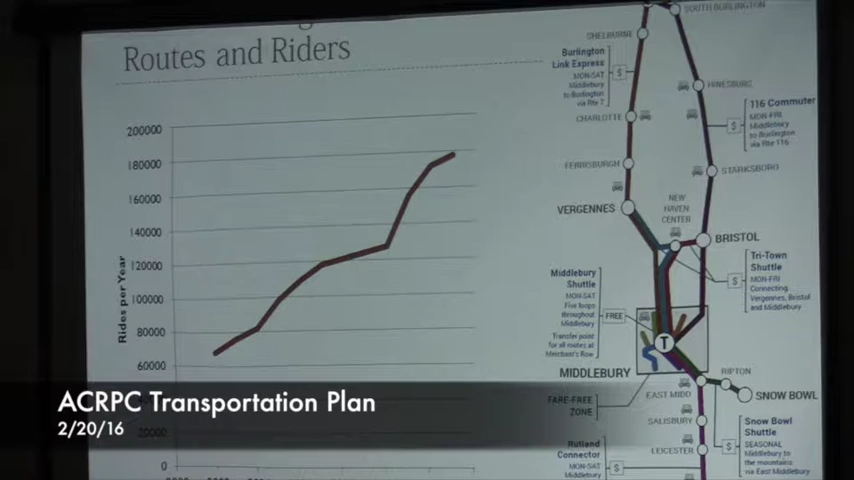 Routes and Riders
200000
180000
160000
140000
120000
100000
80000
60000
20000
0
Rides per Year
SOUTH BURLINGTON
SHELBURNE
Burlington
Link Express
MON-SAT
Middlebury
to Burlington
via Rte 7
$
HINESBURG
116 Commuter
MON-FRI
Middlebury
to Burlington
via Rte 116
$
CHARLOTTE
FERRISBURGH
STARKSBORO
VERGENNES
NEW
HAVEN
CENTER
BRISTOL
Tri-Town
Shuttle
MON-FRI
Connecting
Vergennes, Bristol
and Middlebury
$
Middlebury
Shuttle
MON-SAT
Five loops
throughout
Middlebury
Transfer point
for all routes at
Merchant's Row
FREE
T
MIDDLEBURY
RIPTON
EAST MIDD
SNOW BOWL
FARE-FREE
ZONE
SALISBURY
Snow Bowl
Shuttle
SEASONAL
Middlebury to
the mountains
via East Middlebury
$
LEICESTER
Rutland
Connector
MON-SAT
$
ACRPC Transportation Plan
2/20/16